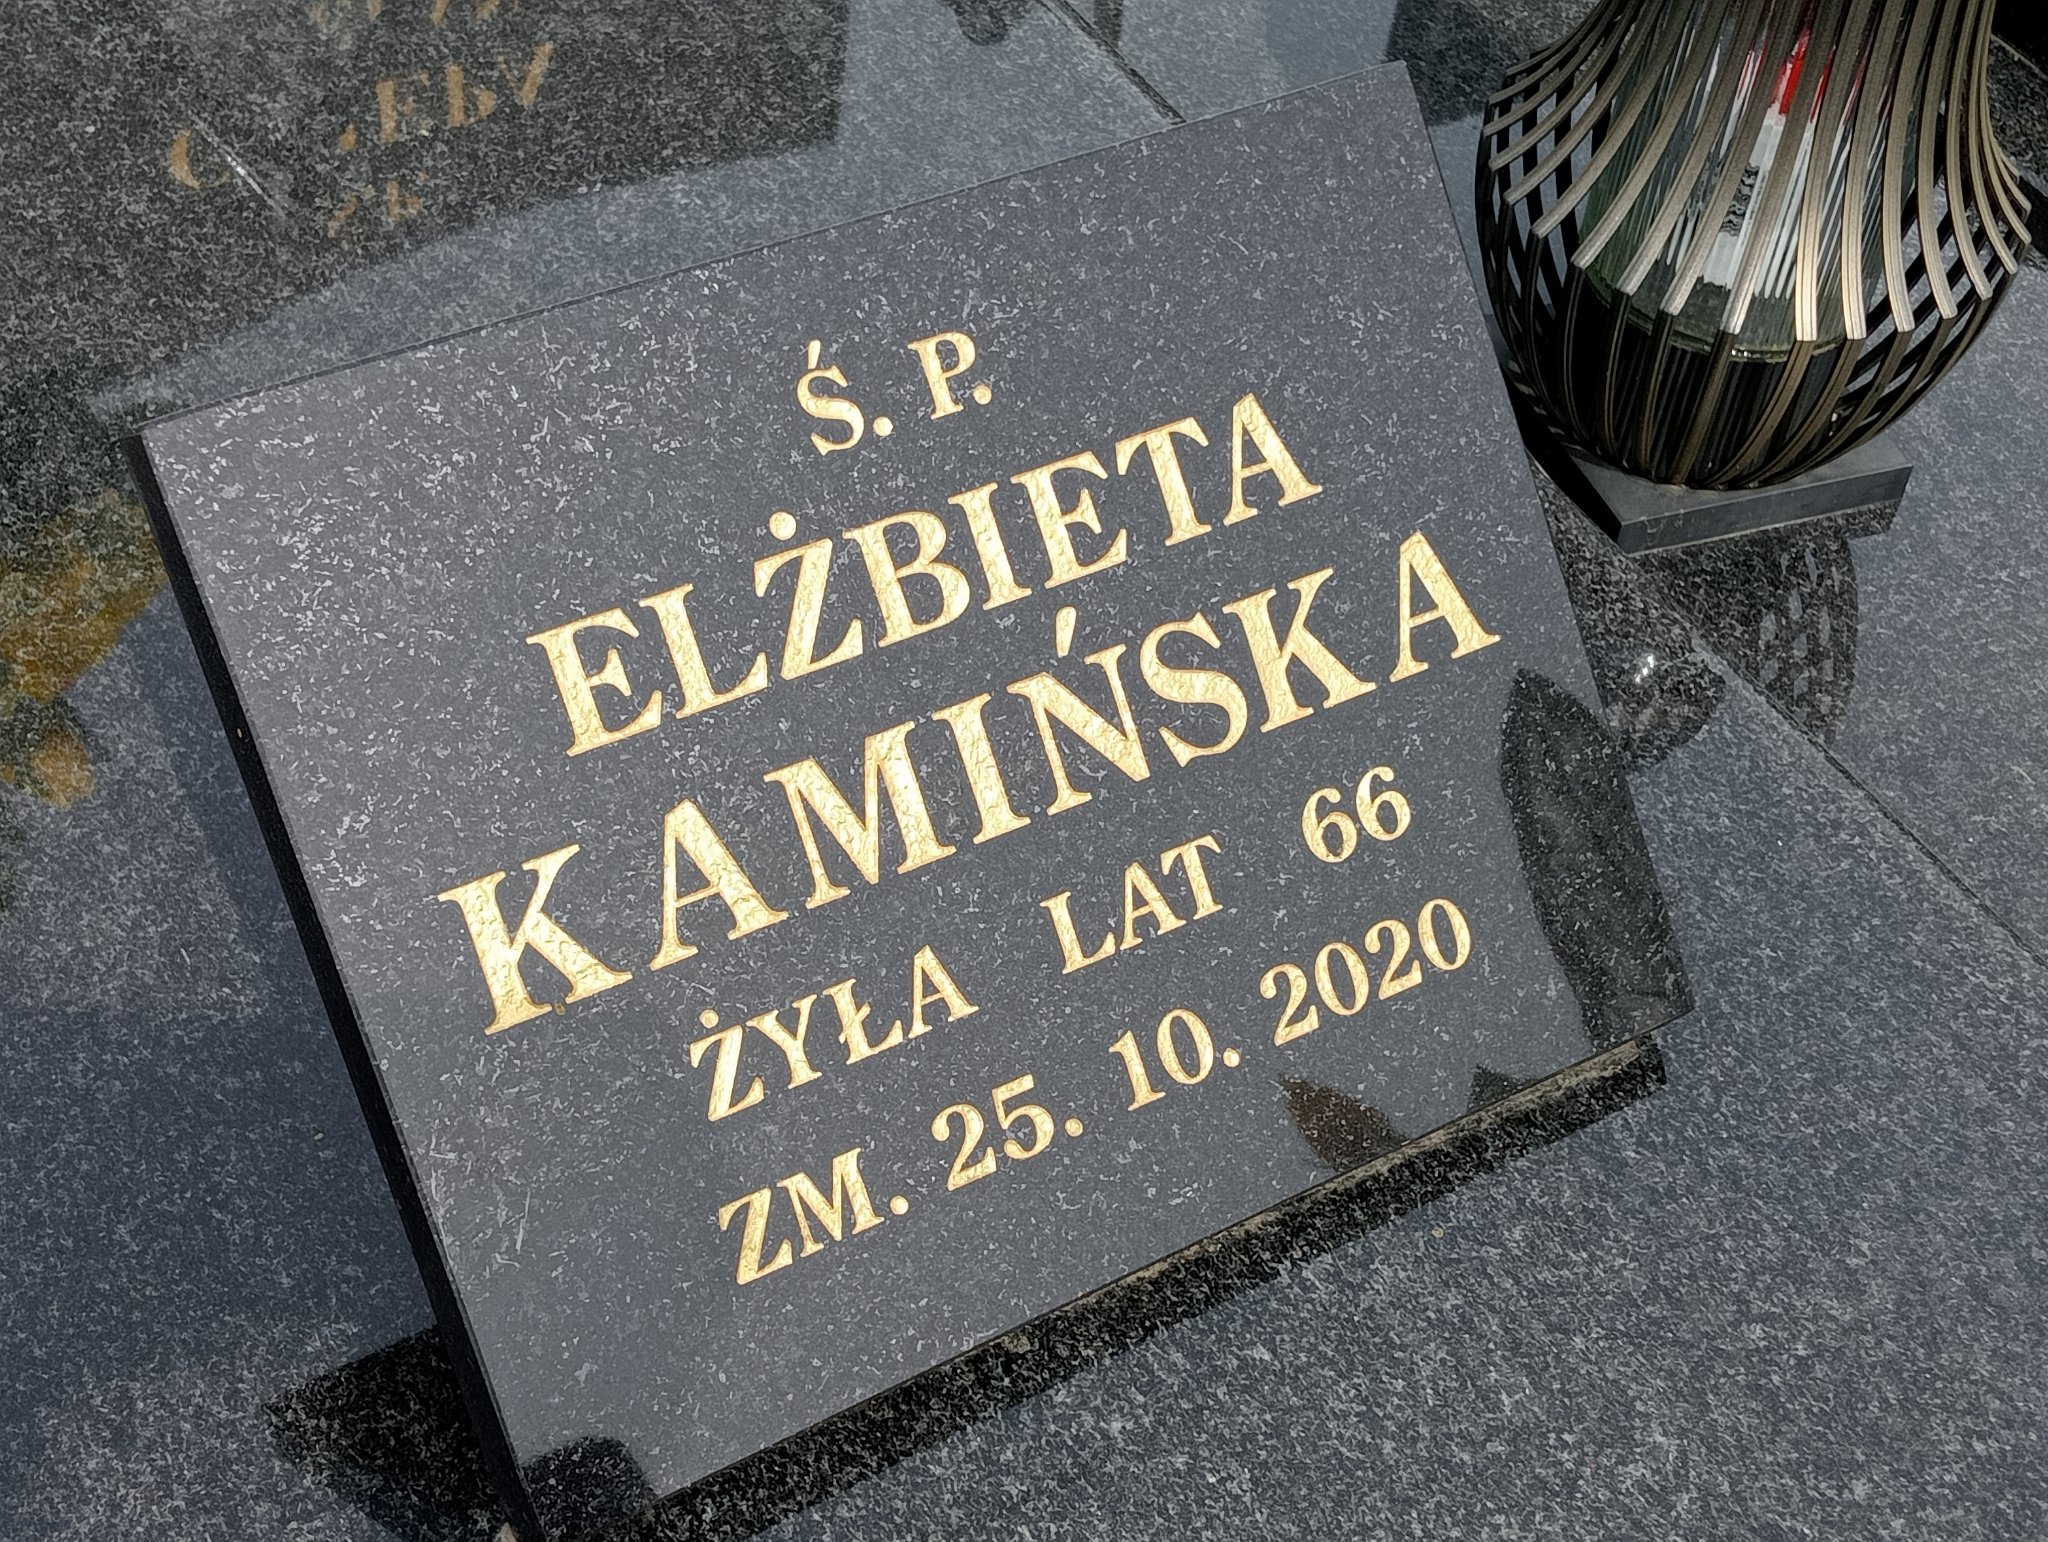 Ś. P.
ELŻBIETA
KAMIŃSKA
ŻYŁA LAT 66
ZM. 25. 10. 2020